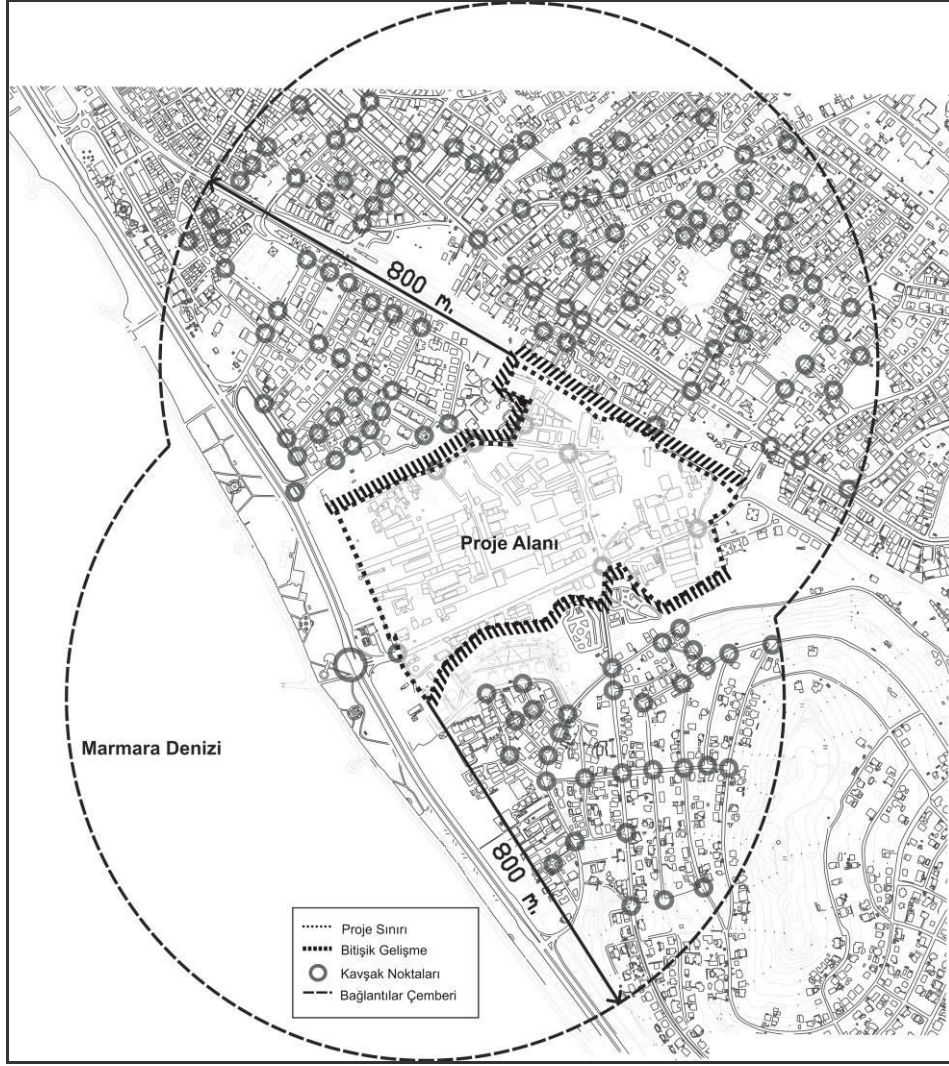 800 m.
Proje Alanı
Marmara Denizi
800 m.
Proje Sınırı
Bitişik Gelişme
Kavşak Noktaları
Bağlantılar Çemberi